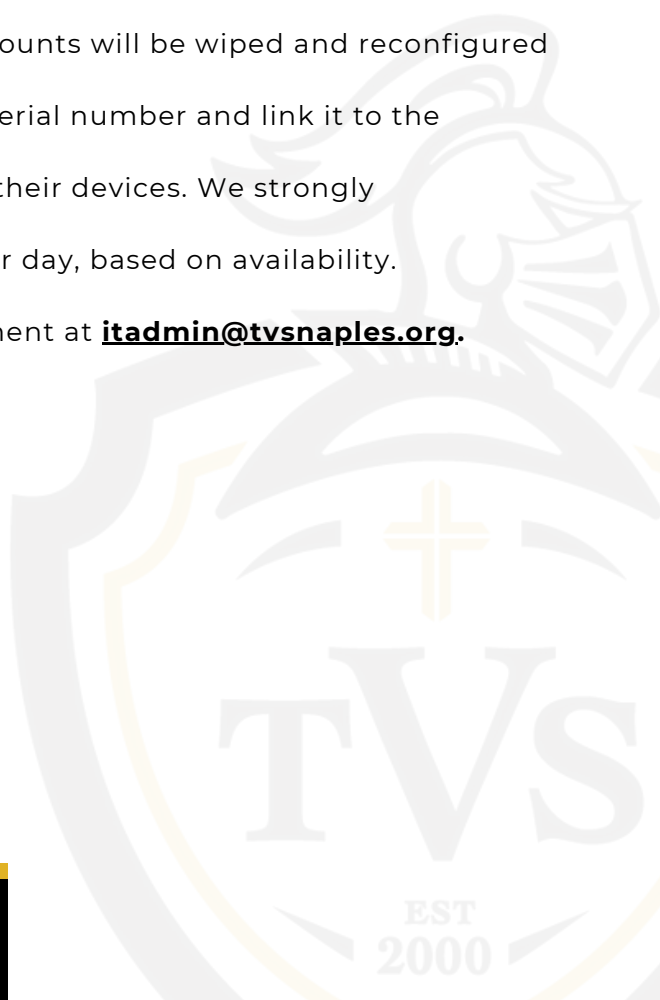 ounts will be wiped and reconfigured
erial number and link it to the
their devices. We strongly
r day, based on availability.
ent at itadmin@tvsnaples.org.
TVS
EST
2000